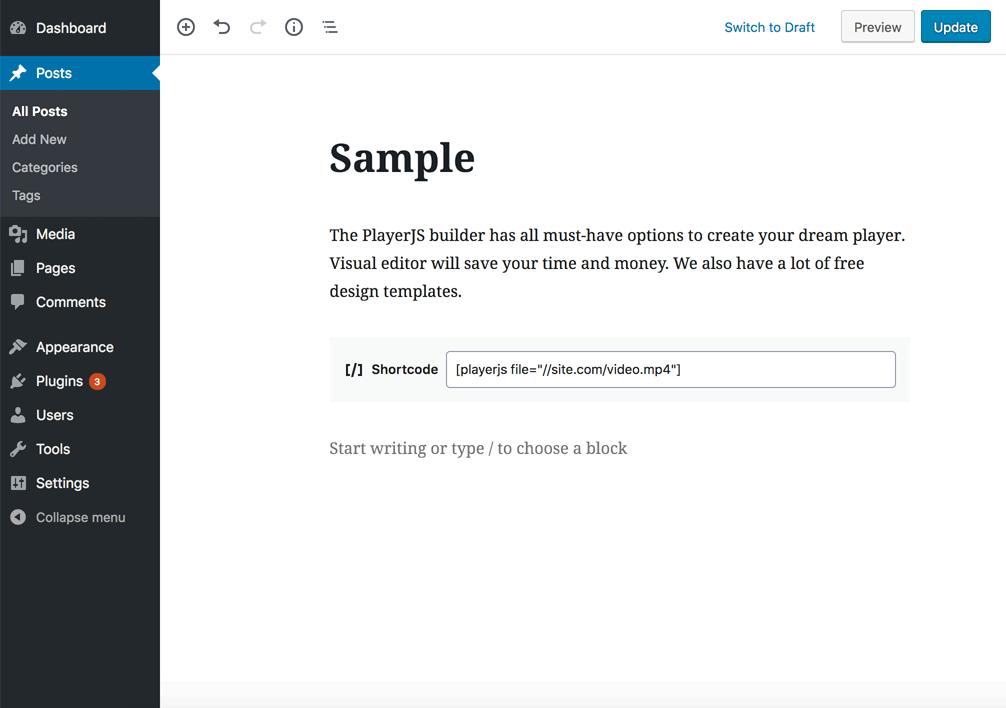 Dashboard
Switch to Draft
Preview
Update
Posts
All Posts
Add New
Categories
Tags
Media
Pages
Comments
Appearance
Plugins 3
Users
Tools
Settings
Collapse menu
Sample
The PlayerJS builder has all must-have options to create your dream player.
Visual editor will save your time and money. We also have a lot of free
design templates.
[/] Shortcode [playerjs file="//site.com/video.mp4"]
Start writing or type / to choose a block